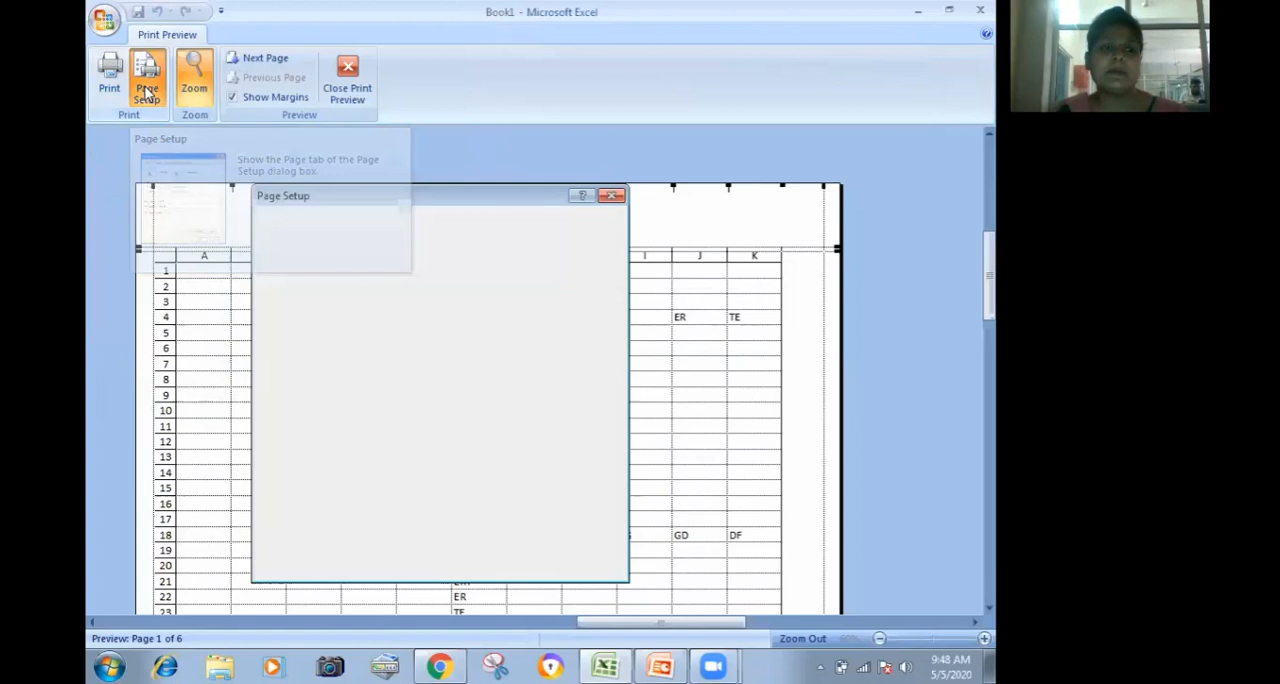 Book1 - Microsoft Excel
Print Preview
Print
Page Setup
Zoom
Next Page
Previous Page
Show Margins
Close Print Preview
Print
Zoom
Preview
Page Setup
Show the Page tab of the Page
Setup dialog box.
Page Setup
A
I
J
K
1
2
3
4 ER TE
5
6
7
8
9
10
11
12
13
14
15
16
17
18 GD DF
19
20
21
22 ER
23 TE
Preview: Page 1 of 6
Zoom Out
9:48 AM
5/5/2020